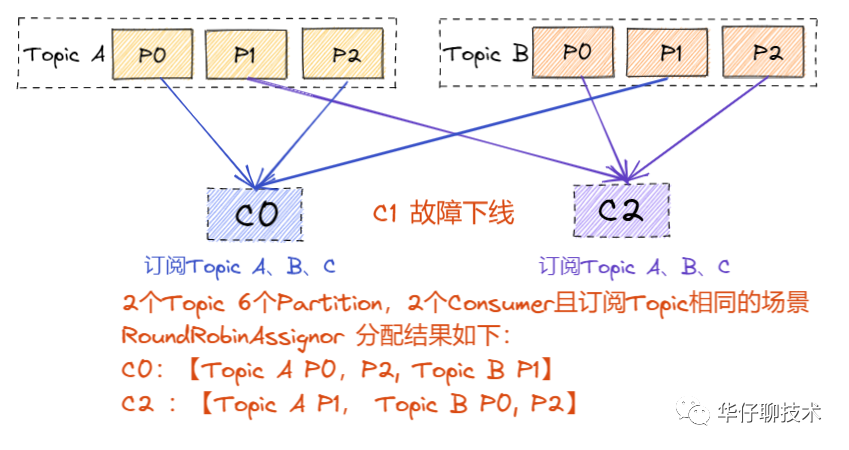 Topic A P0 P1 P2
Topic B P0 P1 P2
C0
C1 故障下线
C2
订阅Topic A、B、C
订阅Topic A、B、C
2个Topic 6个Partition，2个Consumer且订阅Topic相同的场景
RoundRobinAssignor 分配结果如下：
C0：【Topic A P0，P2, Topic B P1】
C2 ：【Topic A P1， Topic B P0, P2】
华仔聊技术